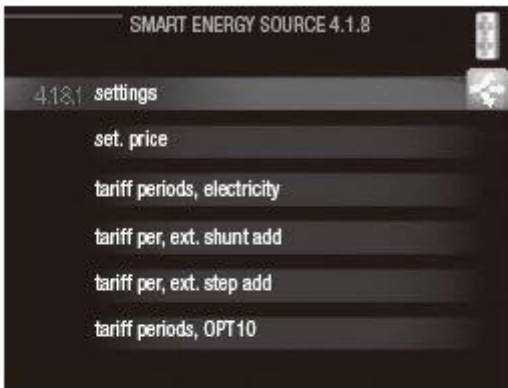 SMART ENERGY SOURCE 4.1.8
4.1.8.1 settings
set. price
tariff periods, electricity
tariff per, ext. shunt add
tariff per, ext. step add
tariff periods, OPT10